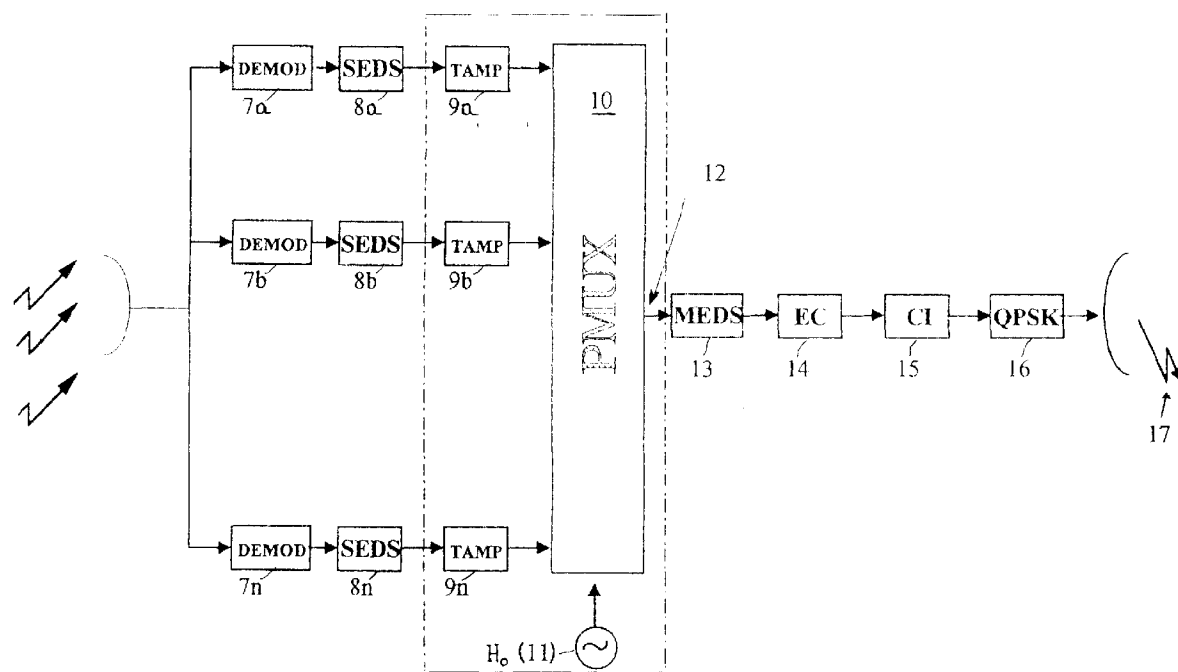 DEMOD SEDS TAMP
7a 8a 9a
10
12
DEMOD SEDS TAMP
7b 8b 9b
PMUX
MEDS EC CI QPSK
13 14 15 16
17
DEMOD SEDS TAMP
7n 8n 9n
H₀ (11)